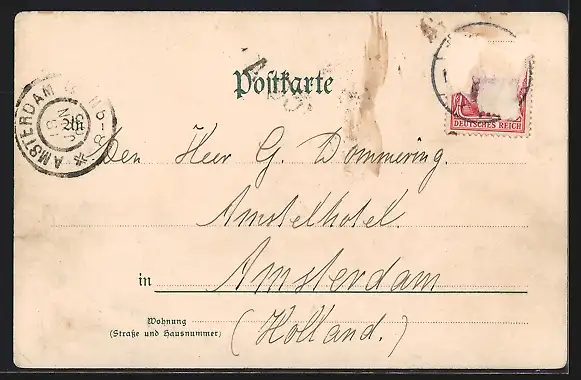 Postkarte
DEUTSCHES REICH
AMSTERDAM
Den Heer G. Dommering.
Amstelhotel.
in Amsterdam
Wohnung
(Straße und Hausnummer)
(Holland.)